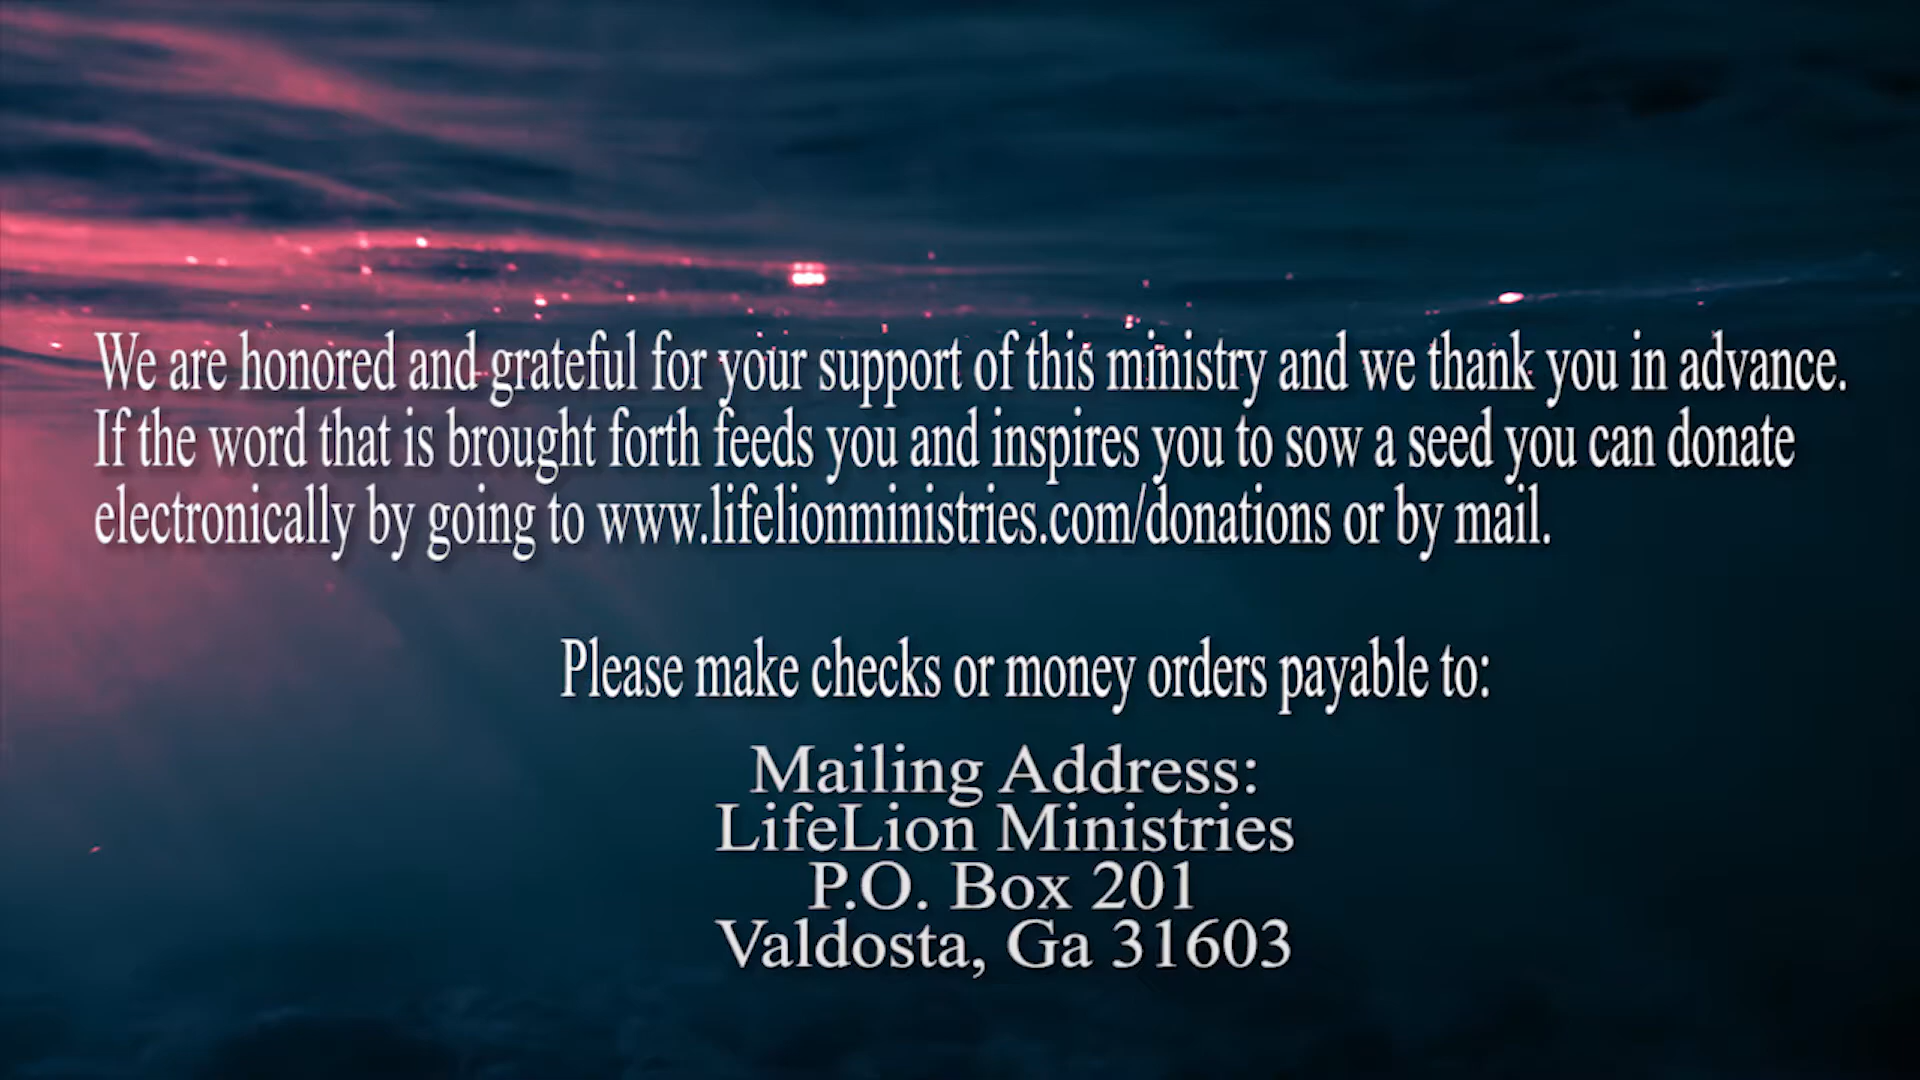 We are honored and grateful for your support of this ministry and we thank you in advance.
If the word that is brought forth feeds you and inspires you to sow a seed you can donate
electronically by going to www.lifelionministries.com/donations or by mail.
Please make checks or money orders payable to:
Mailing Address:
LifeLion Ministries
P.O. Box 201
Valdosta, Ga 31603